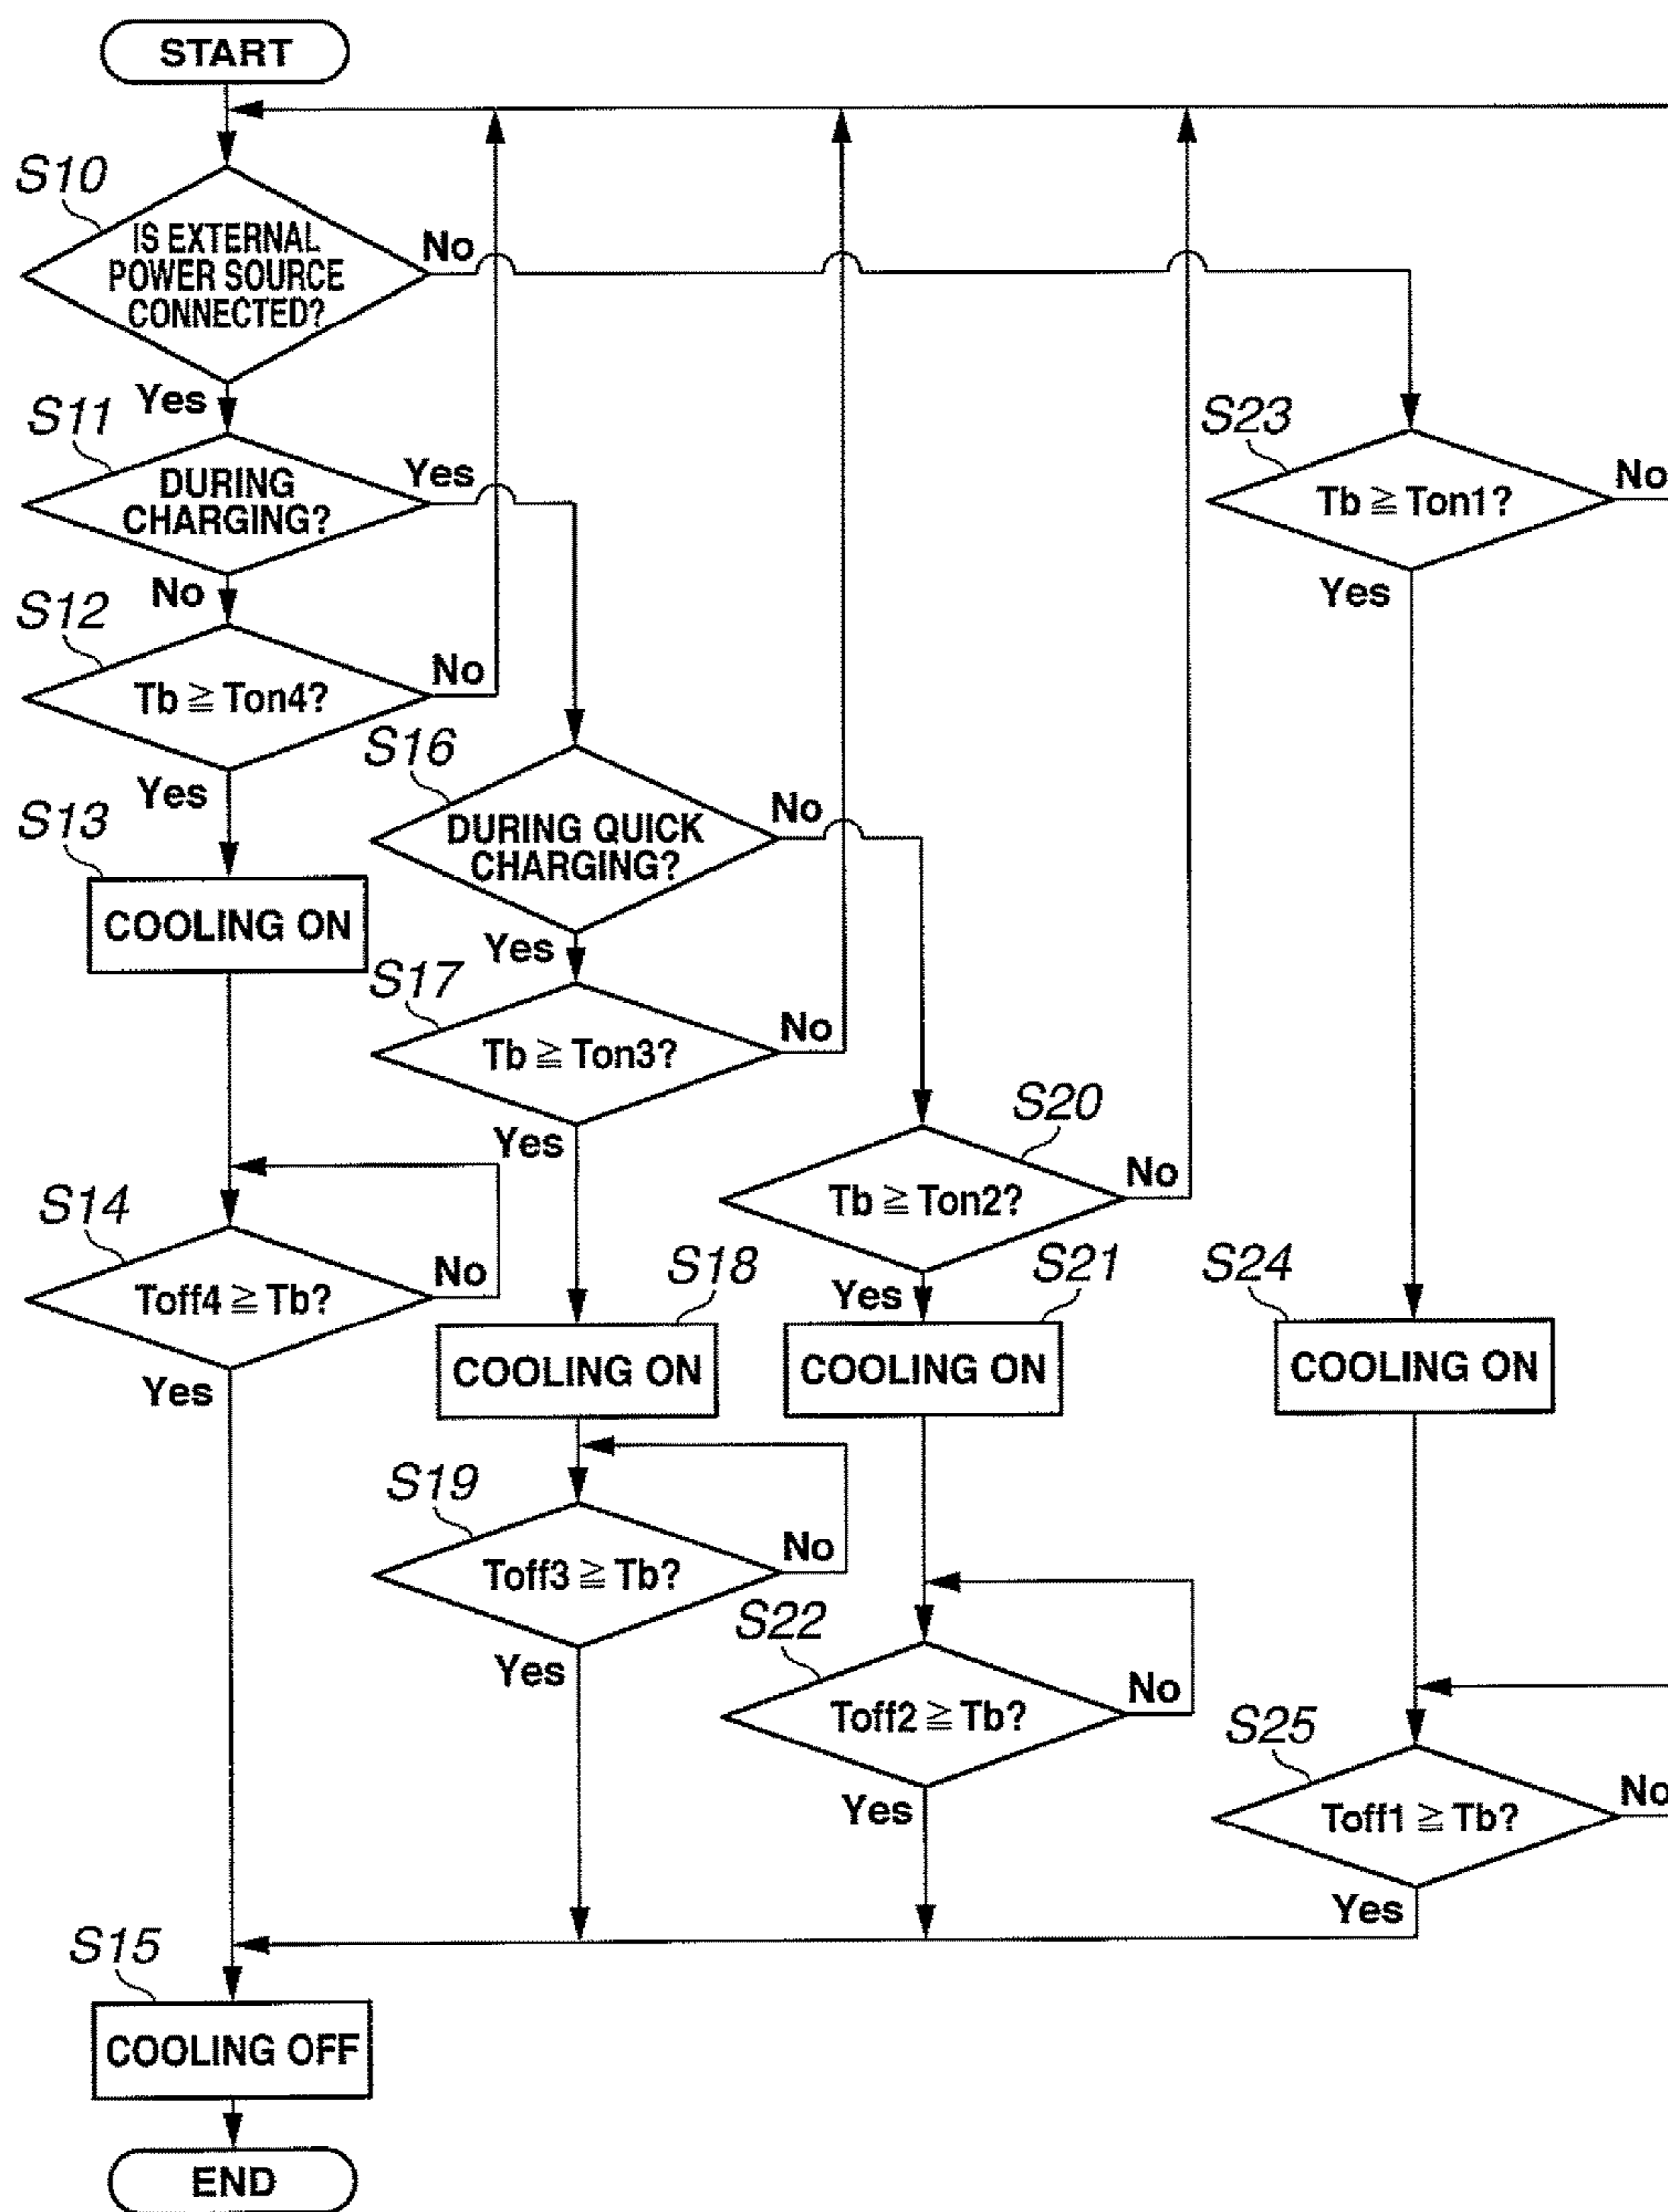 START
S10
IS EXTERNAL
POWER SOURCE
CONNECTED?
No
Yes
S11
DURING
CHARGING?
Yes
No
S12
Tb ≧ Ton4?
No
Yes
S13
COOLING ON
S14
Toff4 ≧ Tb?
No
Yes
S15
COOLING OFF
END
S16
DURING QUICK
CHARGING?
No
Yes
S17
Tb ≧ Ton3?
No
Yes
S18
COOLING ON
S19
Toff3 ≧ Tb?
No
Yes
S20
Tb ≧ Ton2?
No
Yes
S21
COOLING ON
S22
Toff2 ≧ Tb?
No
Yes
S23
Tb ≧ Ton1?
No
Yes
S24
COOLING ON
S25
Toff1 ≧ Tb?
No
Yes